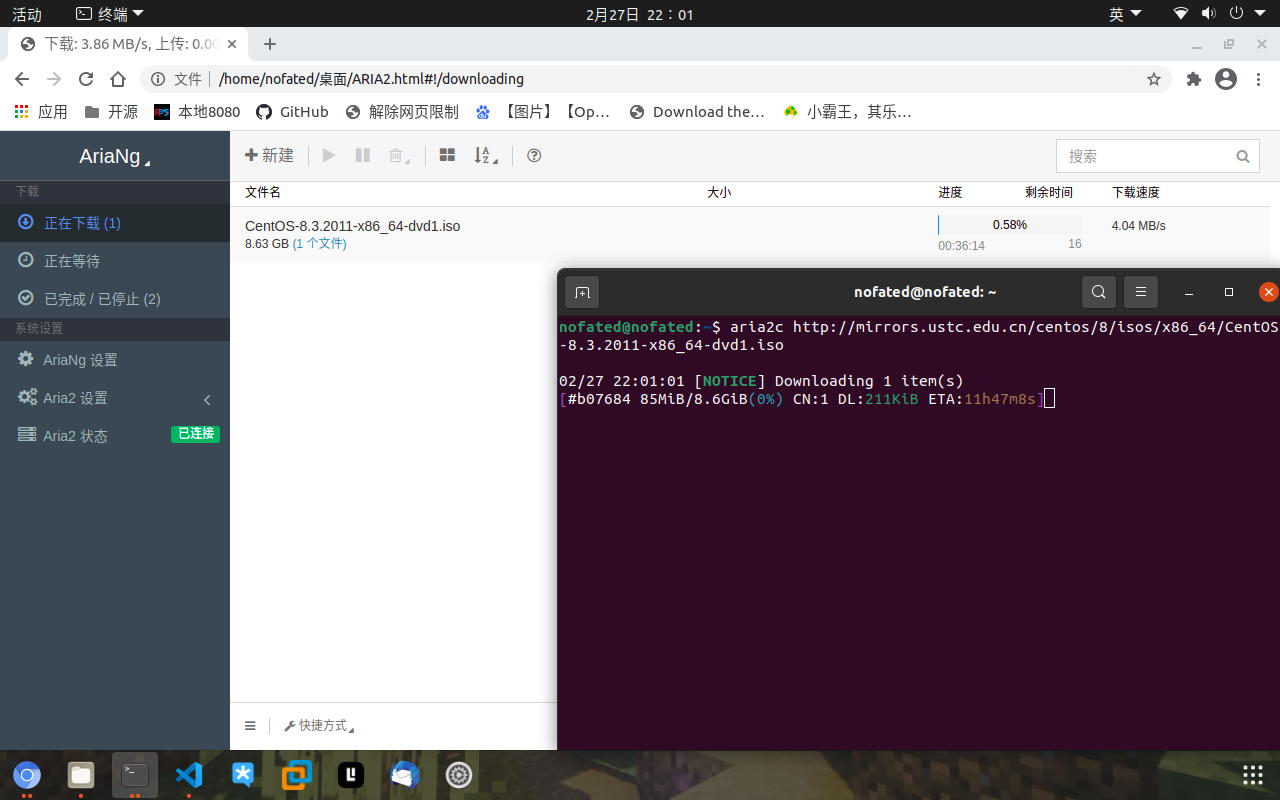 活动 终端 2月27日 22：01 英
下载: 3.86 MB/s, 上传: 0.00
文件 /home/nofated/桌面/ARIA2.html#!/downloading
应用 开源 本地8080 GitHub 解除网页限制 【图片】【Op… Download the… 小霸王，其乐…
AriaNg
新建
搜索
下载
文件名 大小 进度 剩余时间 下载速度
正在下载 (1)
CentOS-8.3.2011-x86_64-dvd1.iso 0.58% 4.04 MB/s
8.63 GB (1 个文件) 00:36:14 16
正在等待
已完成 / 已停止 (2)
系统设置
AriaNg 设置
Aria2 设置
Aria2 状态 已连接
nofated@nofated: ~
nofated@nofated:~$ aria2c http://mirrors.ustc.edu.cn/centos/8/isos/x86_64/CentOS
-8.3.2011-x86_64-dvd1.iso
02/27 22:01:01 [NOTICE] Downloading 1 item(s)
[#b07684 85MiB/8.6GiB(0%) CN:1 DL:211KiB ETA:11h47m8s]
快捷方式